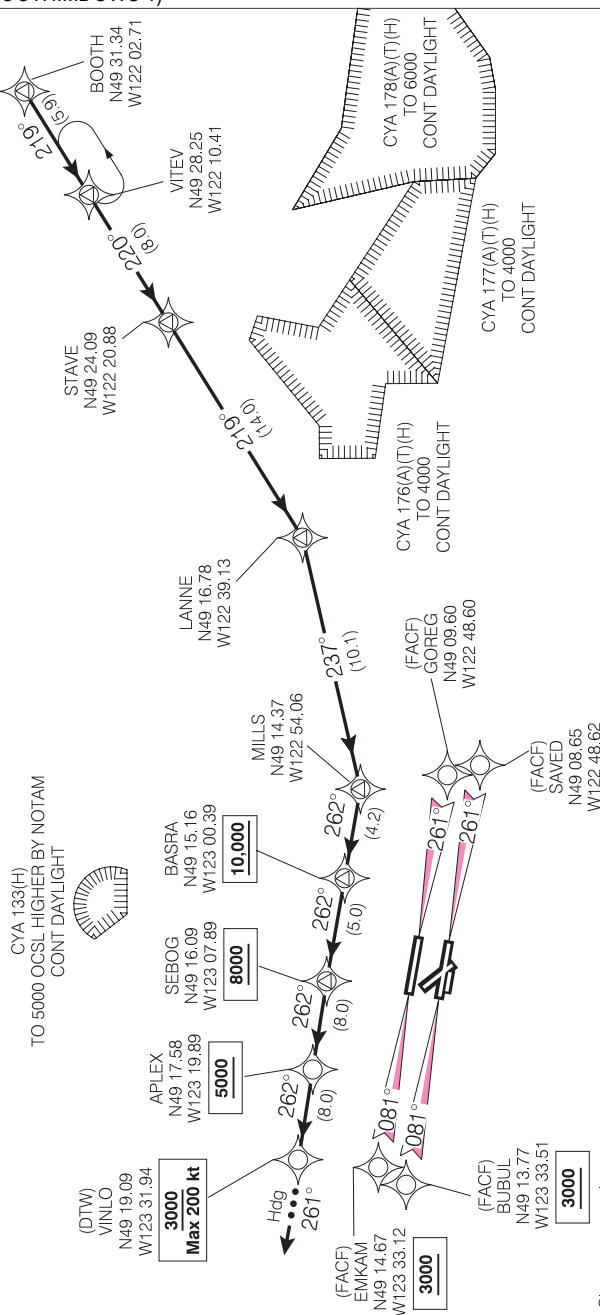 BOOTH
N49 31.34
W122 02.71
219°
(5.9)
VITEV
N49 28.25
W122 10.41
220°
(8.0)
STAVE
N49 24.09
W122 20.88
219°
(14.0)
LANNE
N49 16.78
W122 39.13
237°
(10.1)
MILLS
N49 14.37
W122 54.06
262°
(4.2)
BASRA
N49 15.16
W123 00.39
10,000
262°
(5.0)
SEBOG
N49 16.09
W123 07.89
8000
262°
(8.0)
APLEX
N49 17.58
W123 19.89
5000
262°
(8.0)
(DTW)
VINLO
N49 19.09
W123 31.94
3000
Max 200 kt
Hdg
261°
CYA 133(H)
TO 5000 OCSL HIGHER BY NOTAM
CONT DAYLIGHT
CYA 178(A)(T)(H)
TO 6000
CONT DAYLIGHT
CYA 177(A)(T)(H)
TO 4000
CONT DAYLIGHT
CYA 176(A)(T)(H)
TO 4000
CONT DAYLIGHT
(FACF)
GOREG
N49 09.60
W122 48.60
(FACF)
SAVED
N49 08.65
W122 48.62
261°
261°
081°
081°
(FACF)
EMKAM
N49 14.67
W123 33.12
3000
(FACF)
BUBUL
N49 13.77
W123 33.51
3000